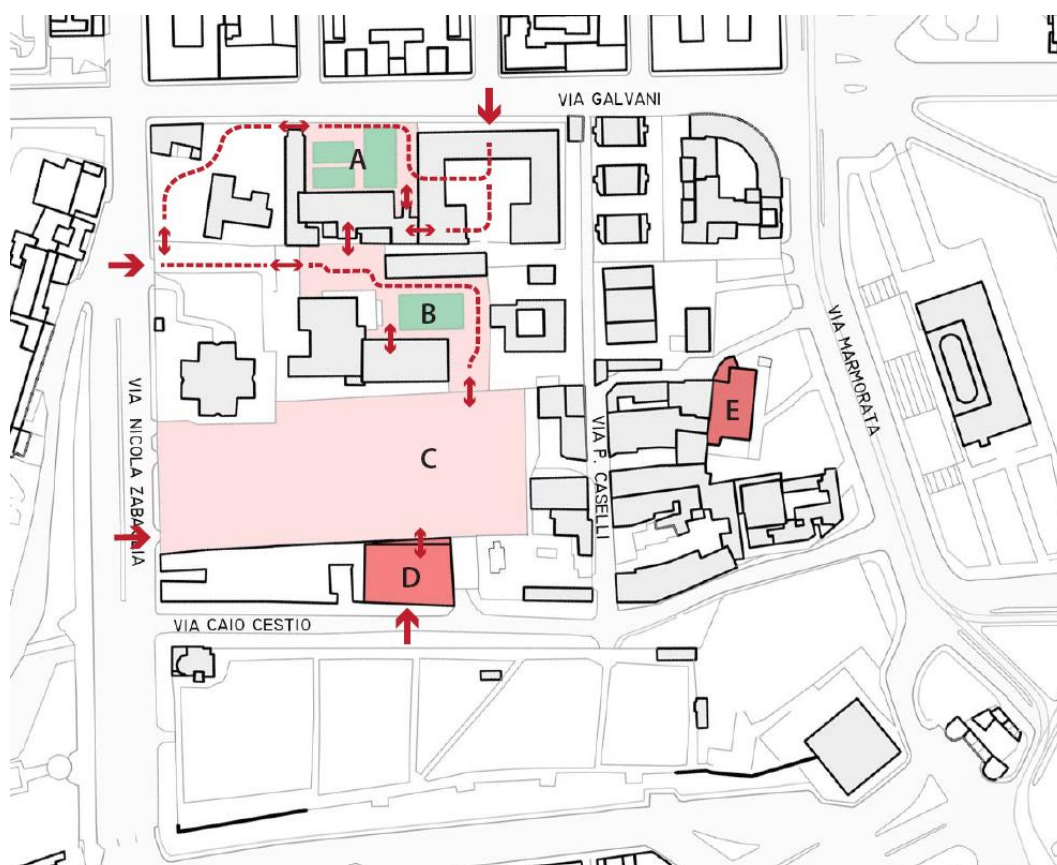 VIA GALVANI
A
B
VIA MARMORATA
E
VIA NICOLA ZABAGLIA
C
VIA P. CASELLI
D
VIA CAIO CESTIO